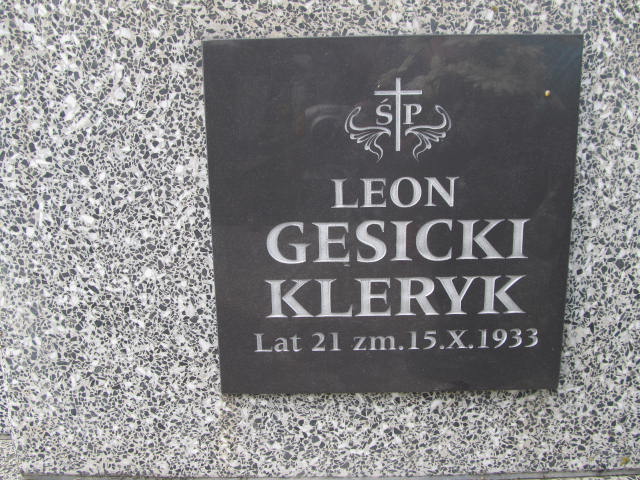 ŚP
LEON
GĘSICKI
KLERYK
Lat 21 zm.15.X.1933